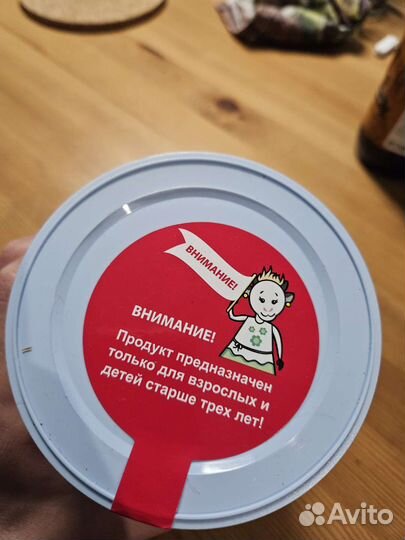 ВНИМАНИЕ!
ВНИМАНИЕ!
Продукт предназначен
только для взрослых и
детей старше трех лет!
Avito